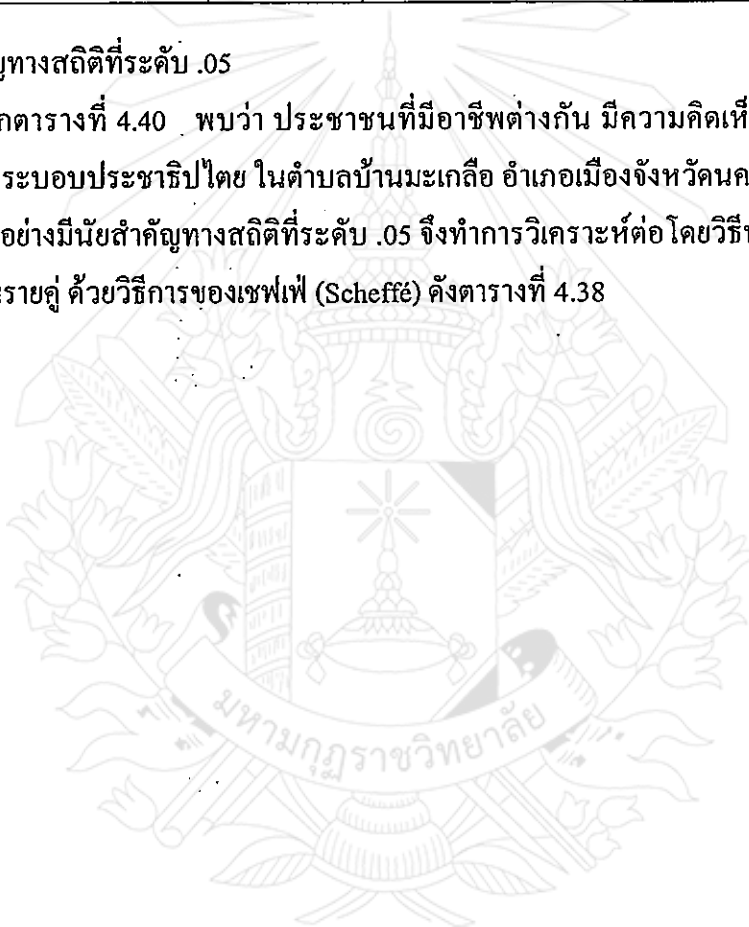 ญทางสถิติที่ระดับ .05
กตารางที่ 4.40 พบว่า ประชาชนที่มีอาชีพต่างกัน มีความคิดเห็
ระบอบประชาธิปไตย ในตำบลบ้านมะเกลือ อำเภอเมืองจังหวัดนค
อย่างมีนัยสำคัญทางสถิติที่ระดับ .05 จึงทำการวิเคราะห์ต่อโดยวิธีท
รายคู่ ด้วยวิธีการของเชฟเฟ่ (Scheffé) ดังตารางที่ 4.38
มหามกุฏราชวิทยาลัย